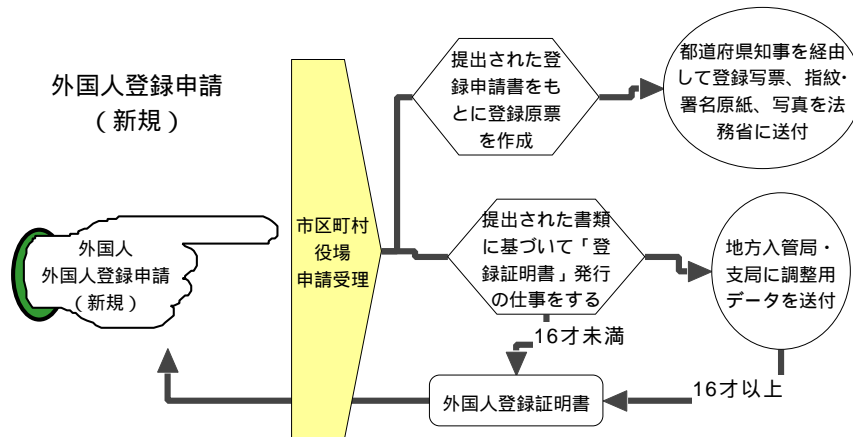 外国人登録申請
（新規）
外国人
外国人登録申請
（新規）
市区町村
役場
申請受理
提出された登
録申請書をも
とに登録原票
を作成
都道府県知事を経由
して登録写票、指紋・
署名原紙、写真を法
務省に送付
提出された書類
に基づいて「登
録証明書」発行
の仕事をする
地方入管局・
支局に調整用
データを送付
16才未満
16才以上
外国人登録証明書